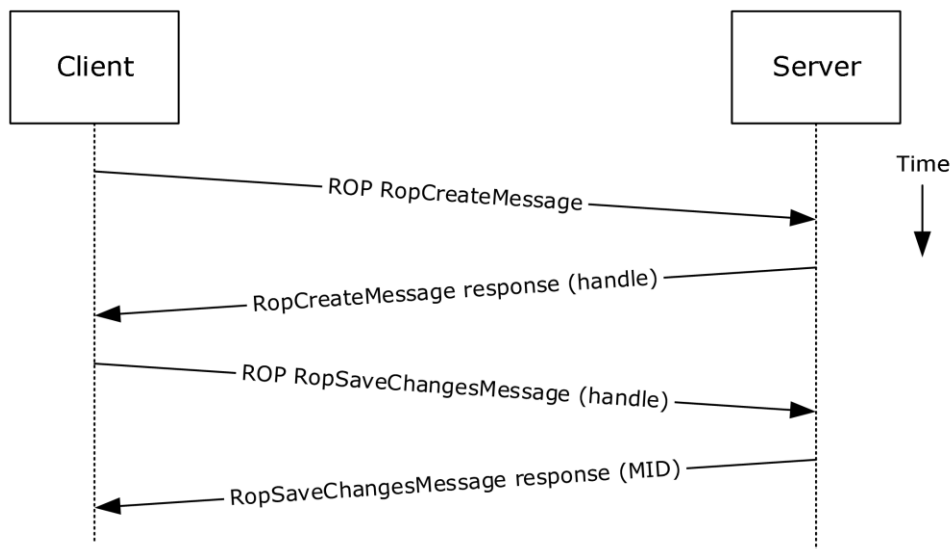 Client
Server
Time
ROP RopCreateMessage
RopCreateMessage response (handle)
ROP RopSaveChangesMessage (handle)
RopSaveChangesMessage response (MID)